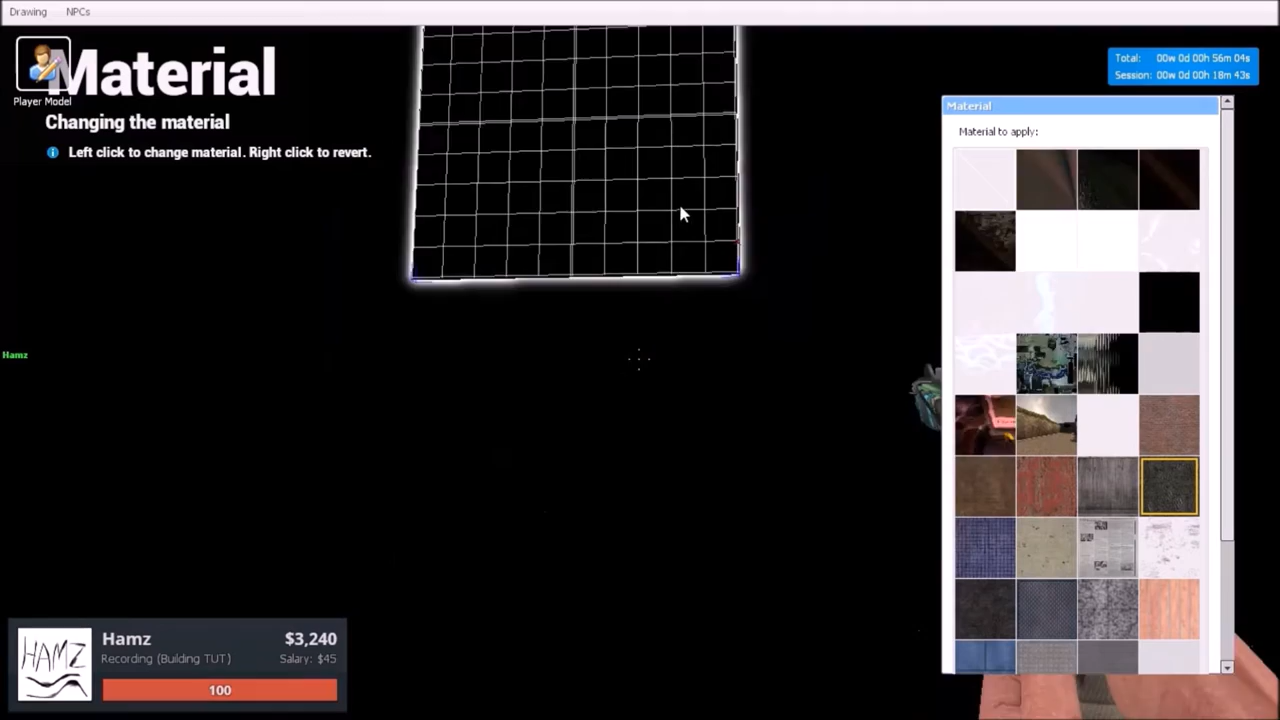 Drawing NPCs
Material
Player Model
Changing the material
Left click to change material. Right click to revert.
Total: 00w 0d 00h 56m 04s
Session: 00w 0d 00h 18m 43s
Material
Material to apply:
Hamz
HAMZ
Hamz $3,240
Recording (Building TUT) Salary: $45
100